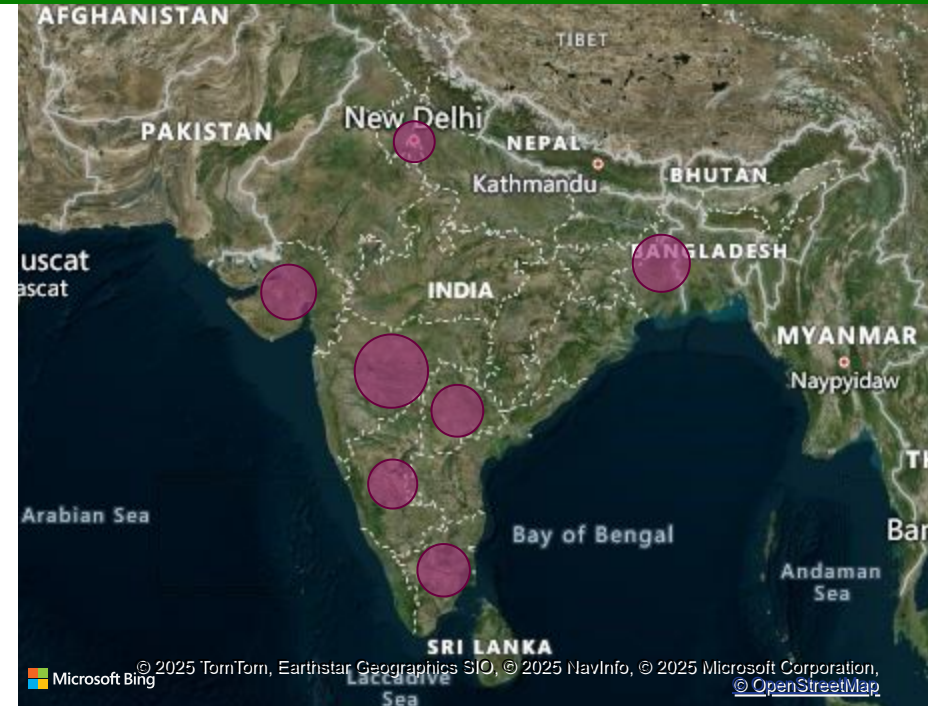 AFGHANISTAN
TIBET
New Delhi
PAKISTAN
NEPAL
Kathmandu
BHUTAN
BANGLADESH
uscat
ascat
INDIA
MYANMAR
Naypyidaw
TH
Arabian Sea
Bay of Bengal
Bar
Andaman
Sea
SRI LANKA
© 2025 TomTom, Earthstar Geographics SIO, © 2025 NavInfo, © 2025 Microsoft Corporation,
Microsoft Bing
Laccadive
Sea
© OpenStreetMap